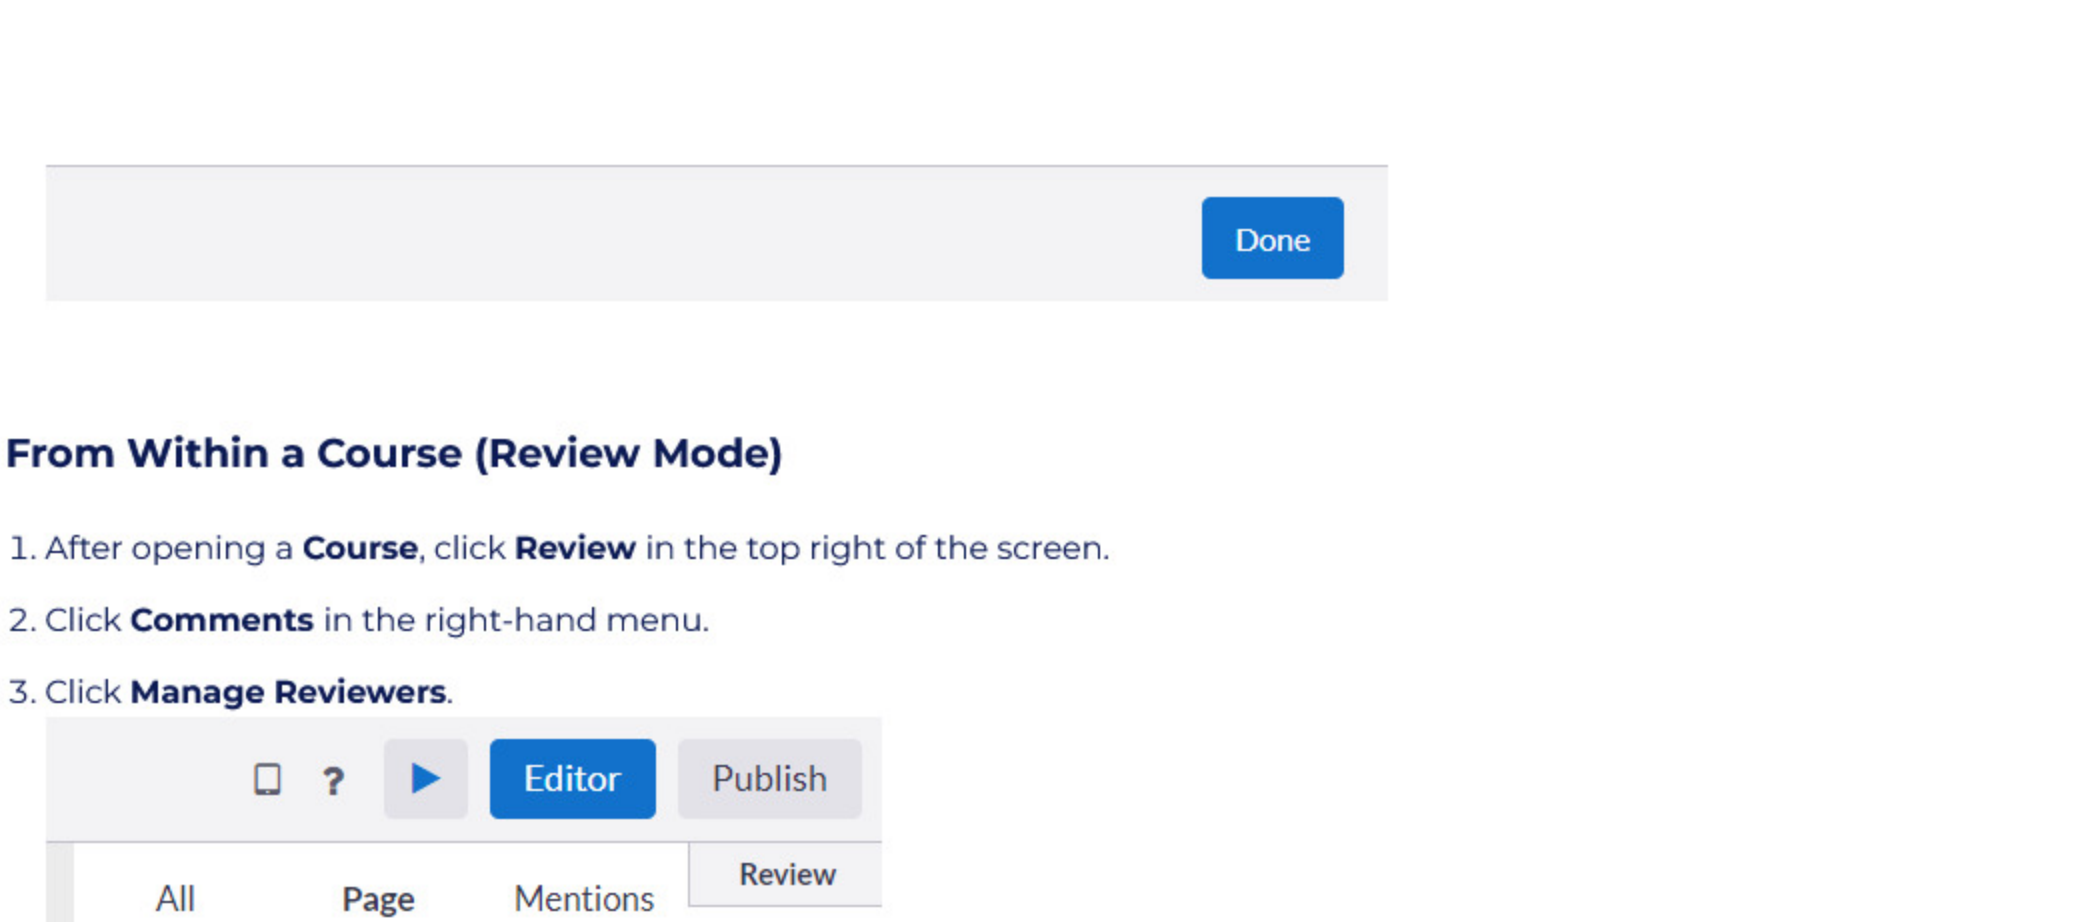 Done
From Within a Course (Review Mode)
1. After opening a Course, click Review in the top right of the screen.
2. Click Comments in the right-hand menu.
3. Click Manage Reviewers.
? Editor Publish
Review
All Page Mentions